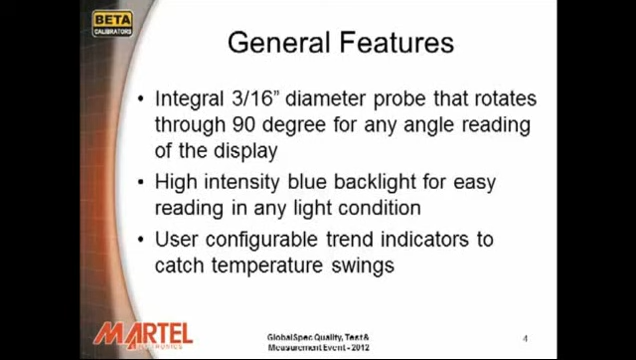 BETA
CALIBRATORS
General Features
• Integral 3/16” diameter probe that rotates
through 90 degree for any angle reading
of the display
• High intensity blue backlight for easy
reading in any light condition
• User configurable trend indicators to
catch temperature swings
MARTEL
ELECTRONICS
GlobalSpec Quality, Test &
Measurement Event - 2012
4